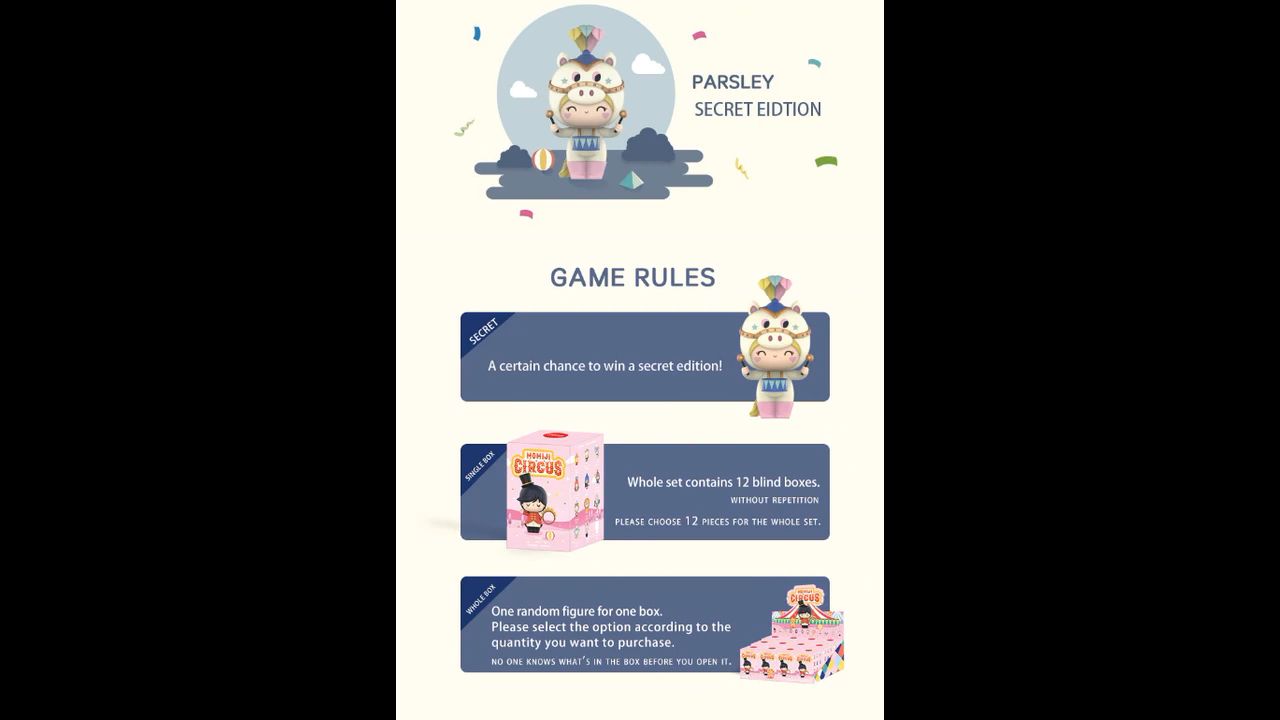 PARSLEY
SECRET EIDTION
GAME RULES
SECRET
A certain chance to win a secret edition!
SINGLE BOX
MOMIJI
CIRCUS
Whole set contains 12 blind boxes.
WITHOUT REPETITION
PLEASE CHOOSE 12 PIECES FOR THE WHOLE SET.
WHOLE BOX
One random figure for one box.
Please select the option according to the
quantity you want to purchase.
NO ONE KNOWS WHAT'S IN THE BOX BEFORE YOU OPEN IT.
MOMIJI
CIRCUS